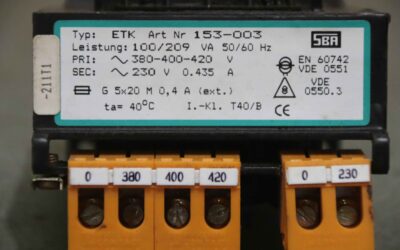 Typ: ETK Art Nr 153-003
Leistung: 100/209 VA 50/60 Hz
PRI: ~ 380-400-420 V
SEC: ~ 230 V 0.435 A
G 5x20 M 0,4 A (ext.)
ta= 40°C I.-Kl. T40/B
SBA
EN 60742
VDE 0551
VDE
0550.3
CE
-211T1
0 380 400 420 0 230